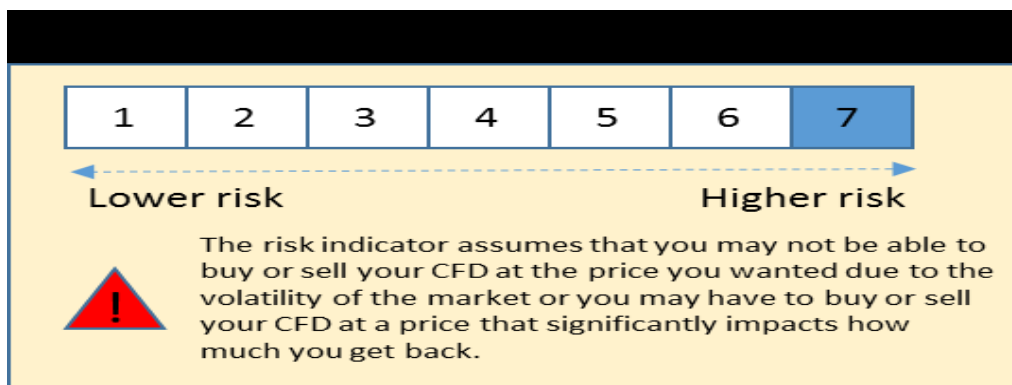 1 2 3 4 5 6 7
Lower risk Higher risk
The risk indicator assumes that you may not be able to
buy or sell your CFD at the price you wanted due to the
volatility of the market or you may have to buy or sell
your CFD at a price that significantly impacts how
much you get back.
!